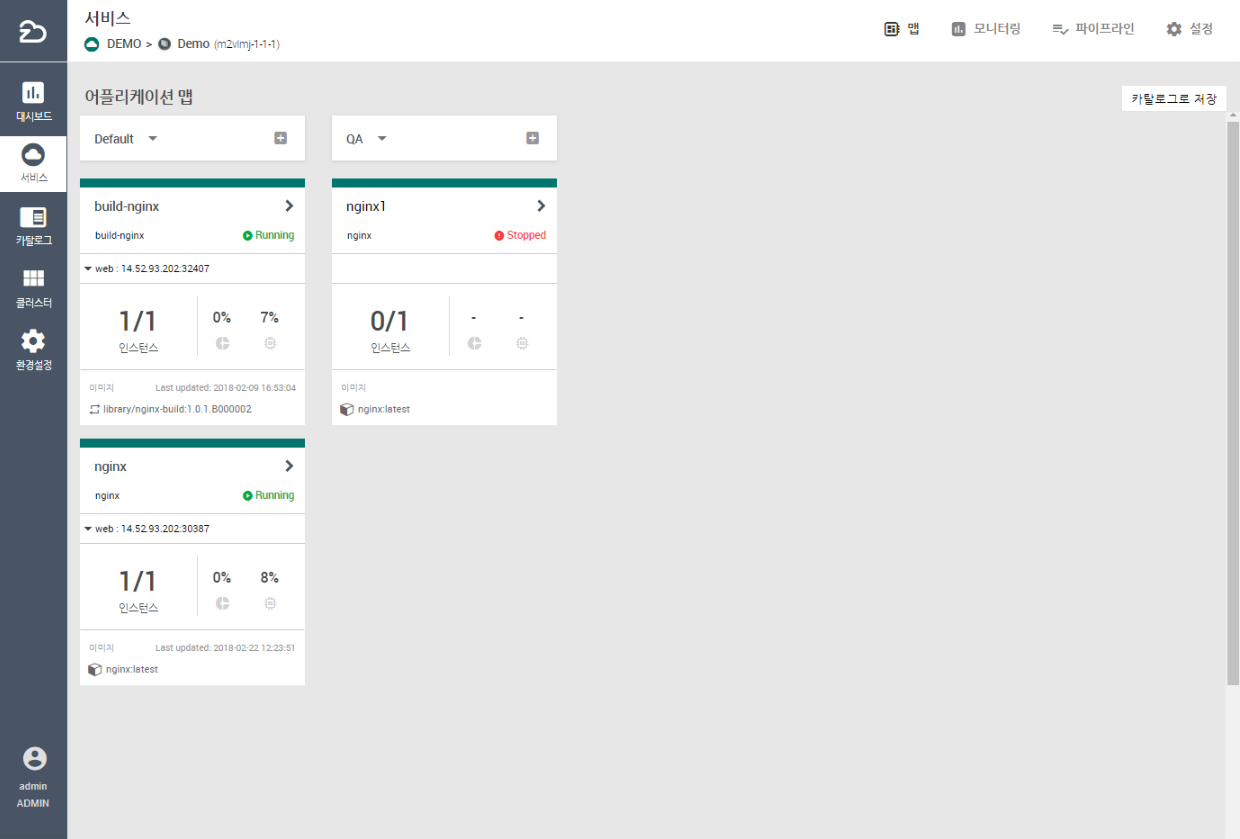 서비스
DEMO > Demo (m2vlmj-1-1-1)
맵
모니터링
파이프라인
설정
대시보드
서비스
카탈로그
클러스터
환경설정
admin
ADMIN
어플리케이션 맵
카탈로그로 저장
Default
QA
build-nginx
build-nginx
Running
web : 14.52.93.202:32407
1/1
인스턴스
0%
7%
이미지
Last updated: 2018-02-09 16:53:04
library/nginx-build:1.0.1.B000002
nginx1
nginx
Stopped
0/1
인스턴스
-
-
이미지
nginx:latest
nginx
nginx
Running
web : 14.52.93.202:30387
1/1
인스턴스
0%
8%
이미지
Last updated: 2018-02-22 12:23:51
nginx:latest